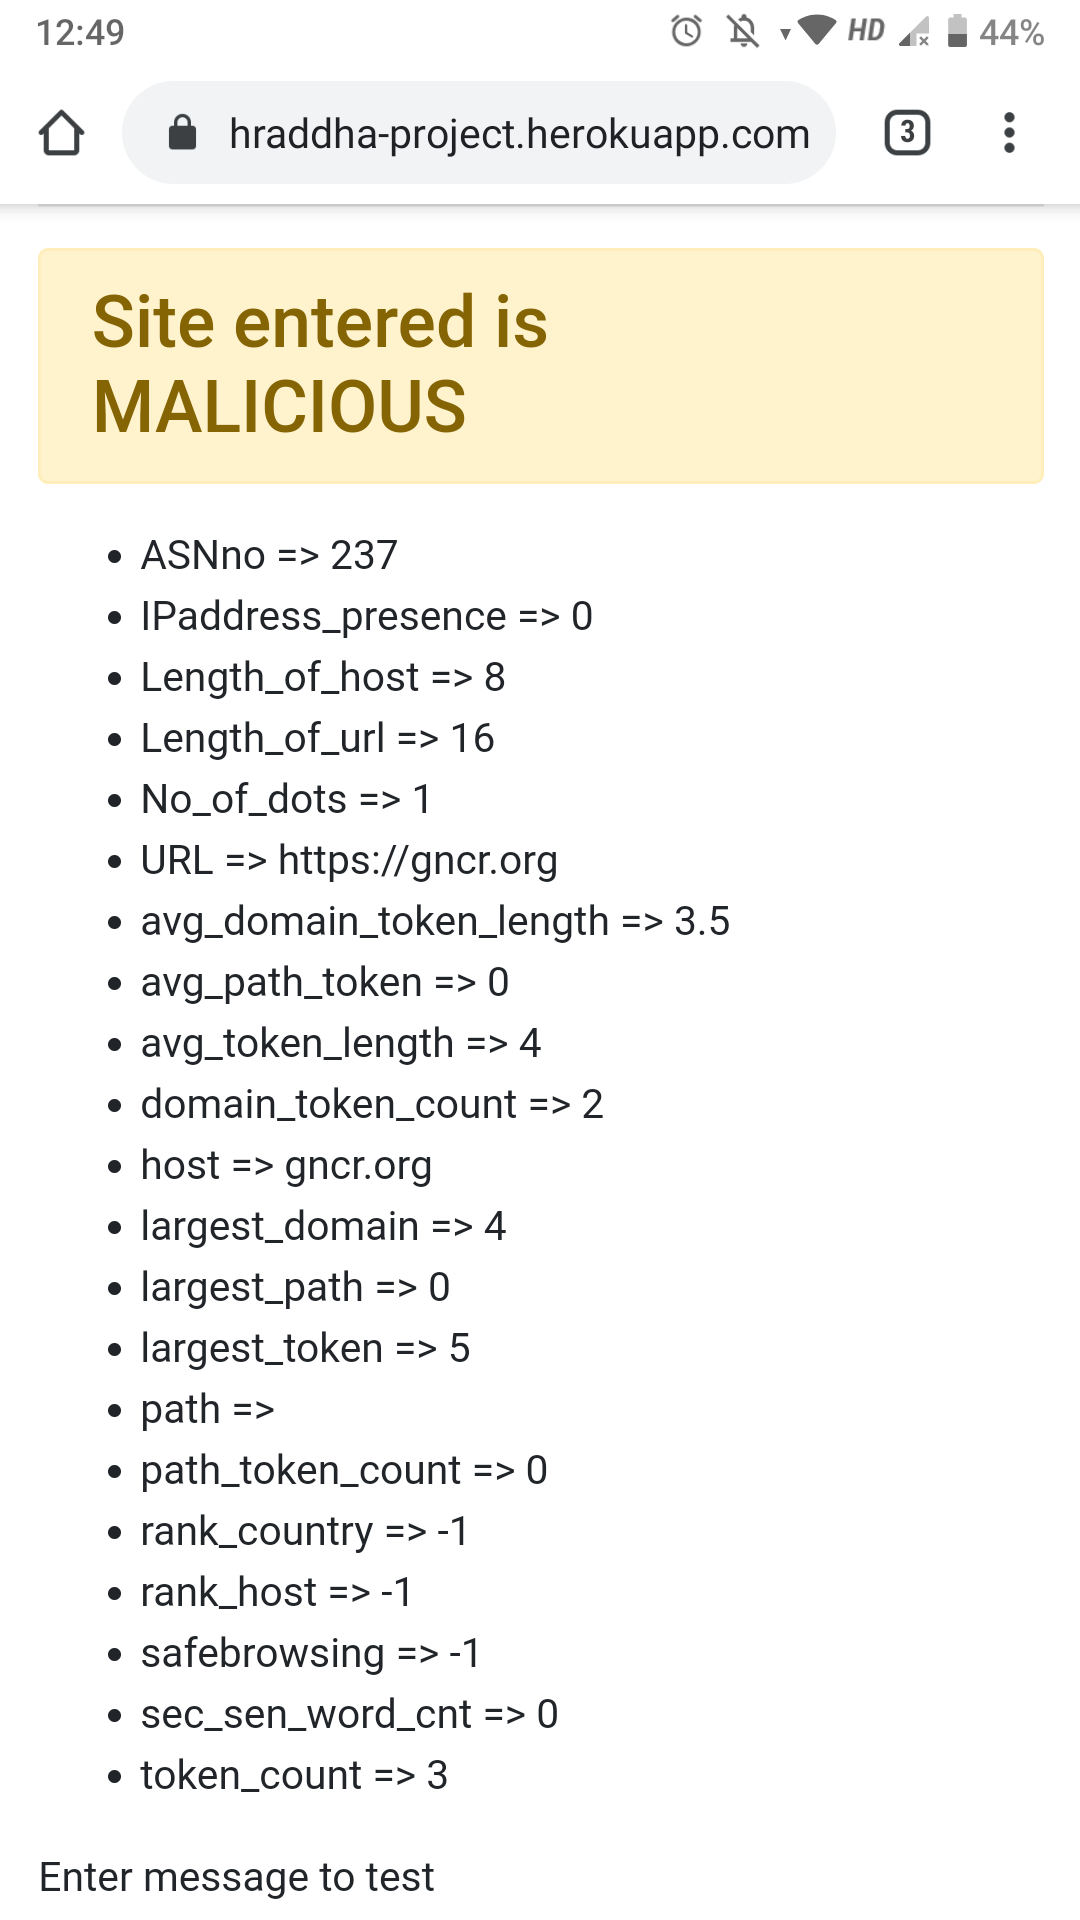 12:49
HD
44%
hraddha-project.herokuapp.com
3
Site entered is
MALICIOUS
ASNno => 237
IPaddress_presence => 0
Length_of_host => 8
Length_of_url => 16
No_of_dots => 1
URL => https://gncr.org
avg_domain_token_length => 3.5
avg_path_token => 0
avg_token_length => 4
domain_token_count => 2
host => gncr.org
largest_domain => 4
largest_path => 0
largest_token => 5
path =>
path_token_count => 0
rank_country => -1
rank_host => -1
safebrowsing => -1
sec_sen_word_cnt => 0
token_count => 3
Enter message to test